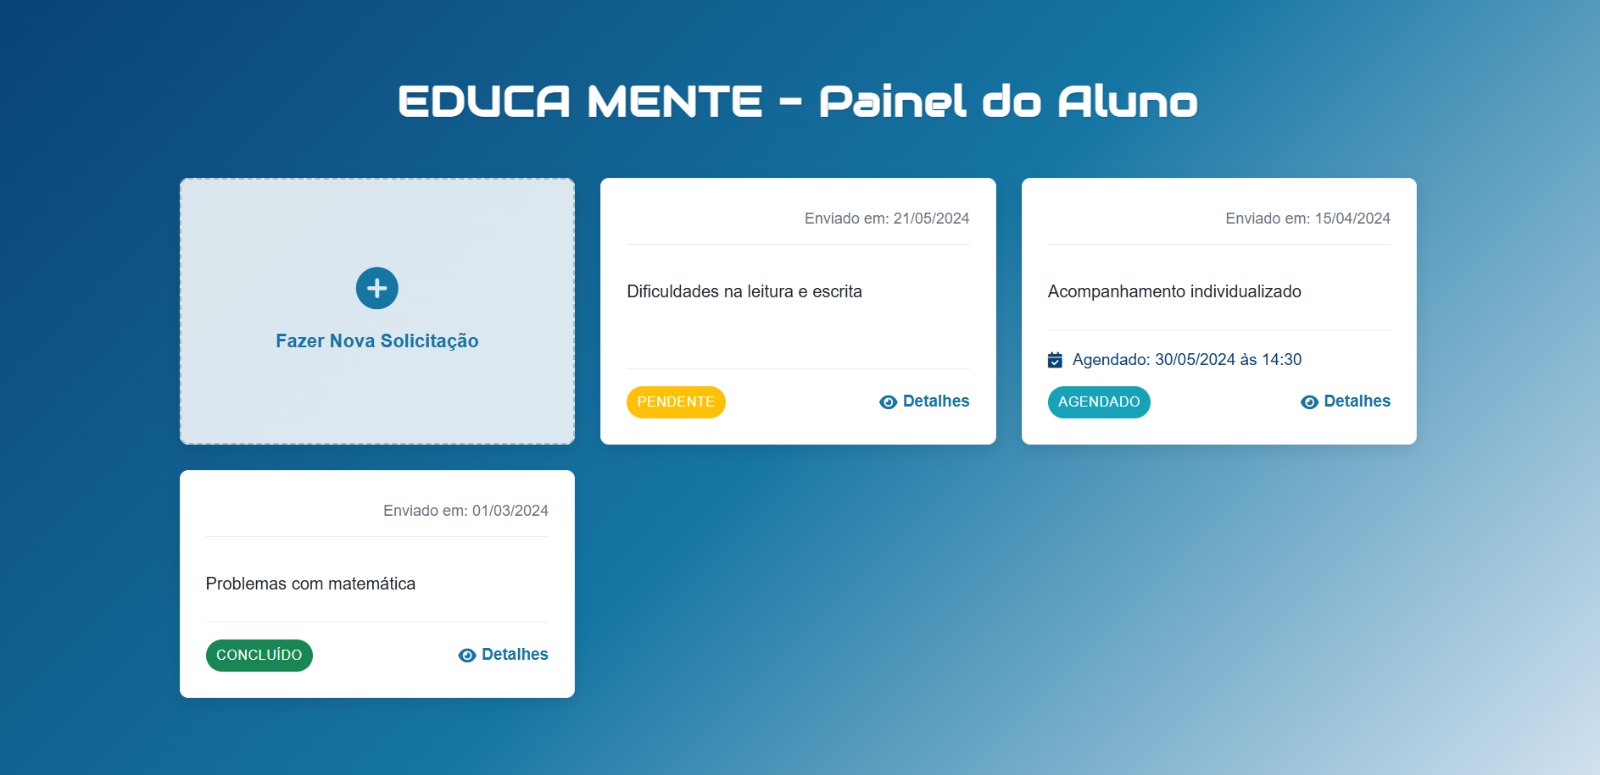 EDUCA MENTE - Painel do Aluno
Fazer Nova Solicitação
Enviado em: 21/05/2024
Dificuldades na leitura e escrita
PENDENTE
Detalhes
Enviado em: 15/04/2024
Acompanhamento individualizado
Agendado: 30/05/2024 às 14:30
AGENDADO
Detalhes
Enviado em: 01/03/2024
Problemas com matemática
CONCLUÍDO
Detalhes